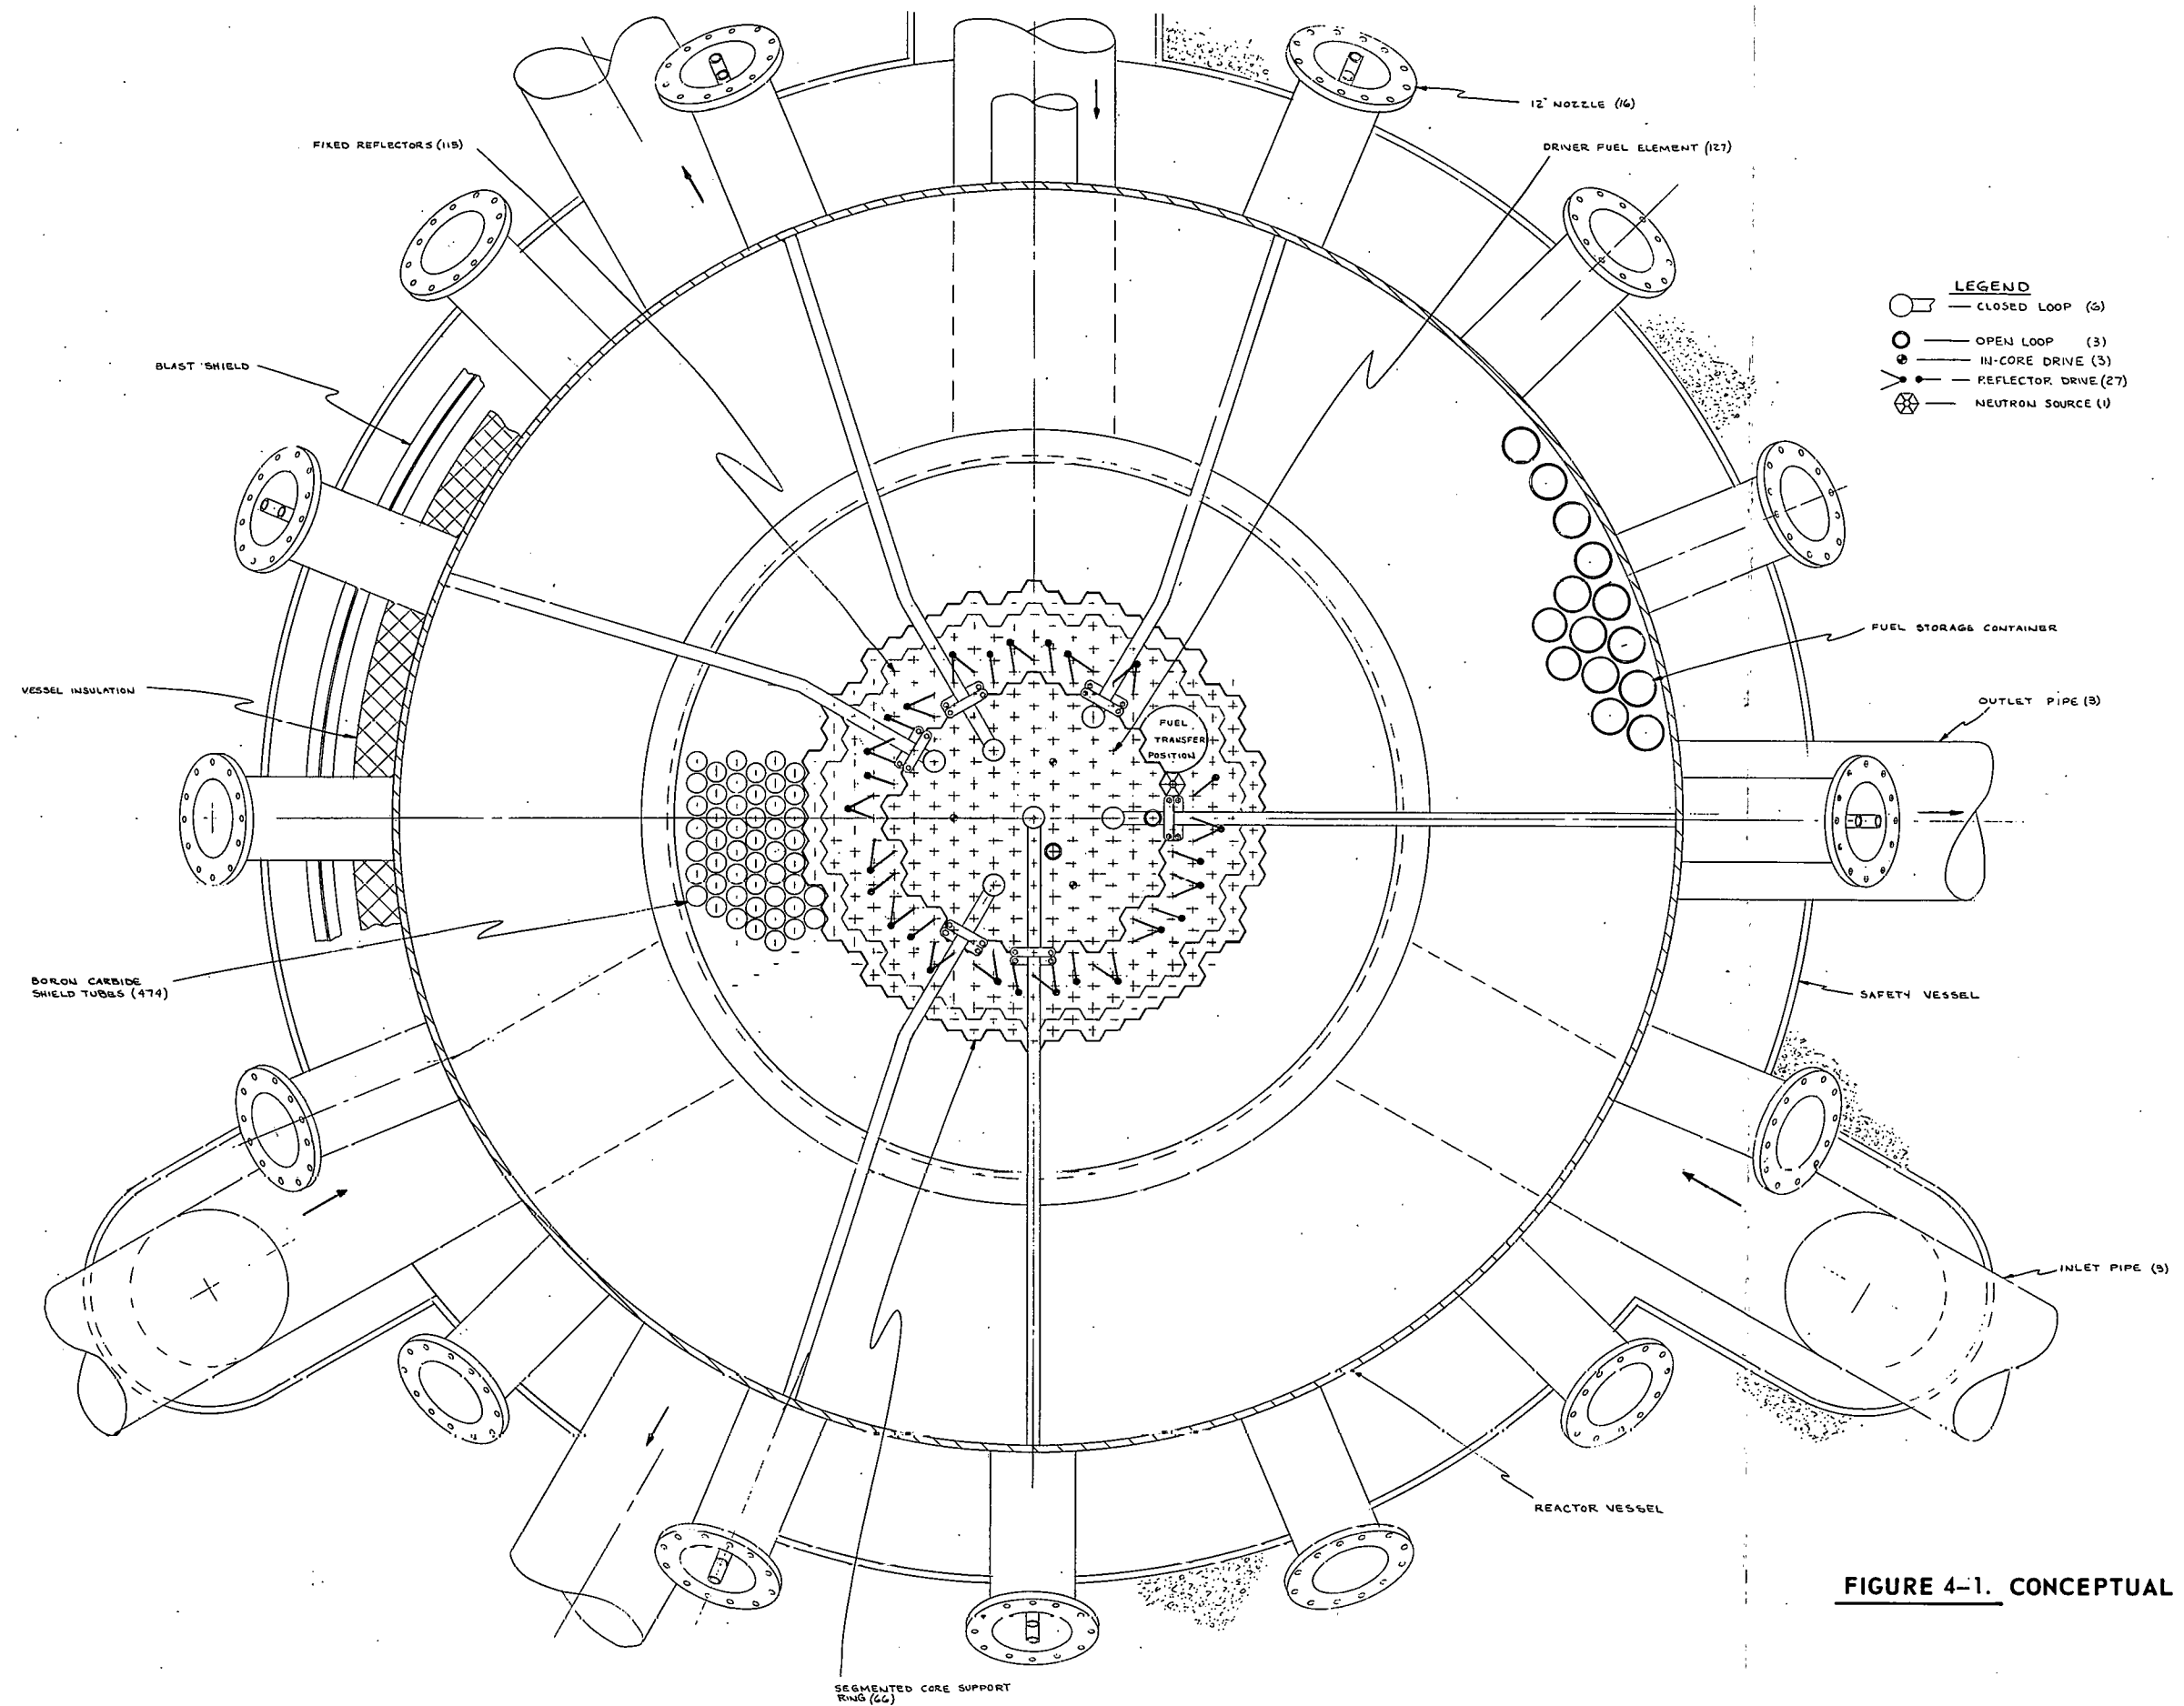 12" NOZZLE (16)
FIXED REFLECTORS (115)
DRIVER FUEL ELEMENT (127)
LEGEND
CLOSED LOOP (6)
OPEN LOOP (3)
IN-CORE DRIVE (3)
REFLECTOR DRIVE (27)
NEUTRON SOURCE (1)
BLAST SHIELD
FUEL STORAGE CONTAINER
VESSEL INSULATION
OUTLET PIPE (3)
FUEL
TRANSFER
POSITION
BORON CARBIDE
SHIELD TUBES (474)
SAFETY VESSEL
INLET PIPE (3)
REACTOR VESSEL
FIGURE 4-1. CONCEPTUAL
SEGMENTED CORE SUPPORT
RING (66)